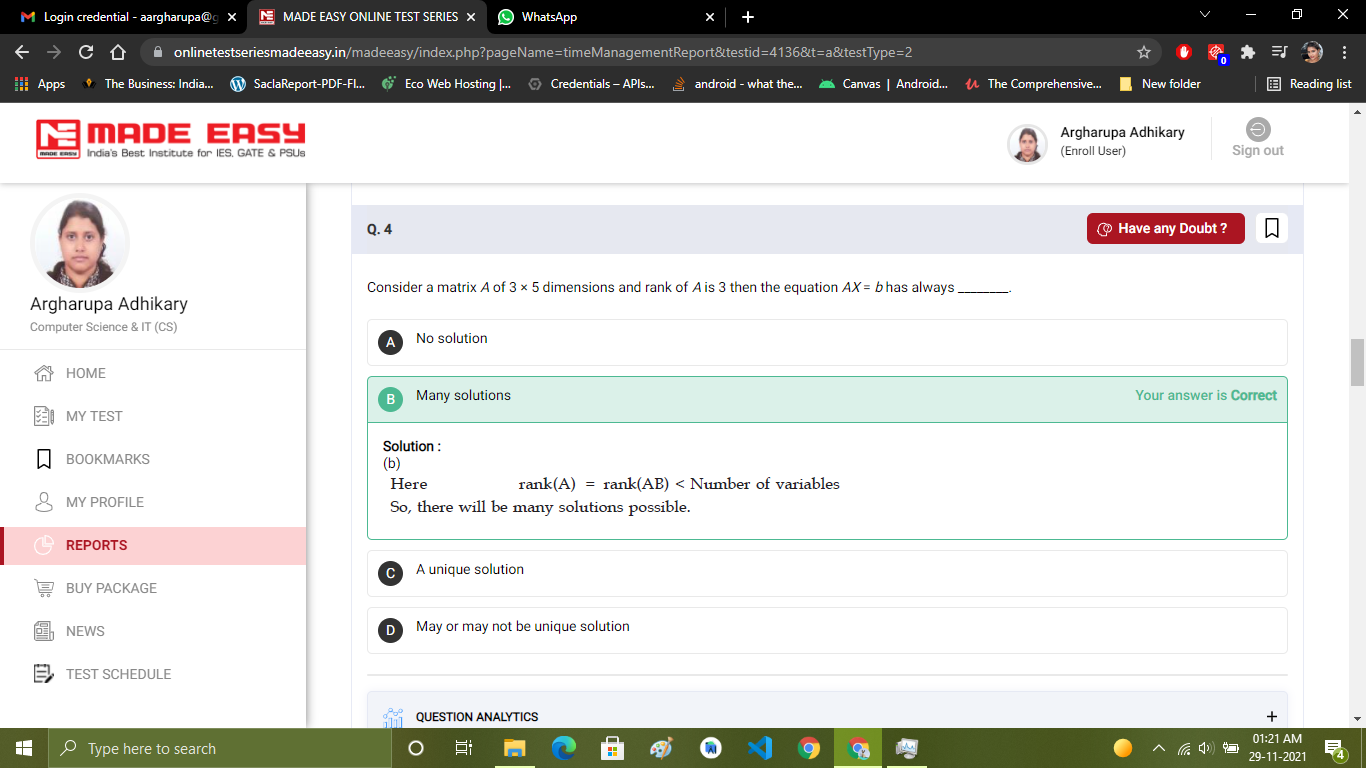 Login credential - aargharupa@g
MADE EASY ONLINE TEST SERIES
WhatsApp
onlinetestseriesmadeeasy.in/madeeasy/index.php?pageName=timeManagementReport&testid=4136&t=a&testType=2
0
Apps
The Business: India...
SaclaReport-PDF-Fl...
Eco Web Hosting |...
Credentials – APIs...
android - what the...
Canvas | Android...
The Comprehensive...
New folder
Reading list
MADE EASY
MADE EASY
India's Best Institute for IES, GATE & PSUs
Argharupa Adhikary
(Enroll User)
Sign out
Argharupa Adhikary
Computer Science & IT (CS)
HOME
MY TEST
BOOKMARKS
MY PROFILE
REPORTS
BUY PACKAGE
NEWS
TEST SCHEDULE
Q. 4
Have any Doubt ?
Consider a matrix A of 3 × 5 dimensions and rank of A is 3 then the equation AX = b has always ________.
A No solution
B Many solutions Your answer is Correct
Solution :
(b)
Here rank(A) = rank(AB) < Number of variables
So, there will be many solutions possible.
C A unique solution
D May or may not be unique solution
QUESTION ANALYTICS +
Type here to search
01:21 AM
29-11-2021
4